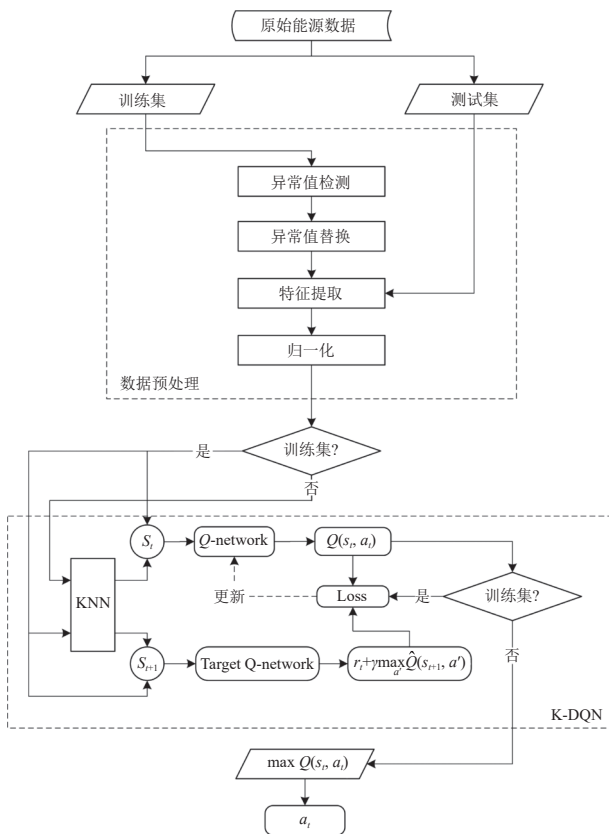 原始能源数据
训练集
测试集
异常值检测
异常值替换
特征提取
归一化
数据预处理
是
训练集?
否
S_t
Q-network
Q(s_t, a_t)
KNN
更新
Loss
是
训练集?
S_{t+1}
Target Q-network
r_t+γmax_{a'} Q̂(s_{t+1}, a')
否
K-DQN
max Q(s_t, a_t)
a_t